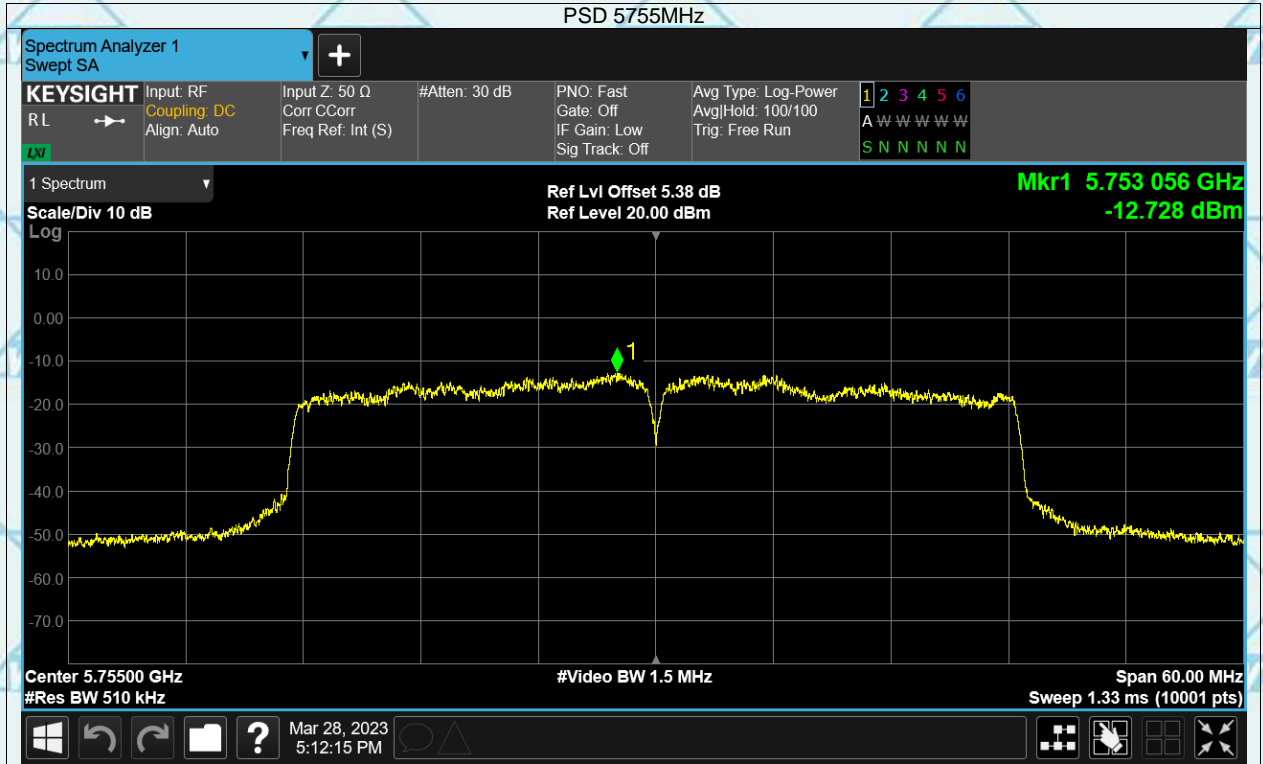 PSD 5755MHz
Spectrum Analyzer 1
Swept SA
KEYSIGHT
R L
LXI
Input: RF
Coupling: DC
Align: Auto
Input Z: 50 Ω
Corr CCorr
Freq Ref: Int (S)
#Atten: 30 dB
PNO: Fast
Gate: Off
IF Gain: Low
Sig Track: Off
Avg Type: Log-Power
Avg|Hold: 100/100
Trig: Free Run
1 2 3 4 5 6
A W W W W W
S N N N N N
1 Spectrum
Scale/Div 10 dB
Ref Lvl Offset 5.38 dB
Ref Level 20.00 dBm
Mkr1 5.753 056 GHz
-12.728 dBm
Log
10.0
0.00
-10.0
-20.0
-30.0
-40.0
-50.0
-60.0
-70.0
1
Center 5.75500 GHz
#Res BW 510 kHz
#Video BW 1.5 MHz
Span 60.00 MHz
Sweep 1.33 ms (10001 pts)
?
Mar 28, 2023
5:12:15 PM